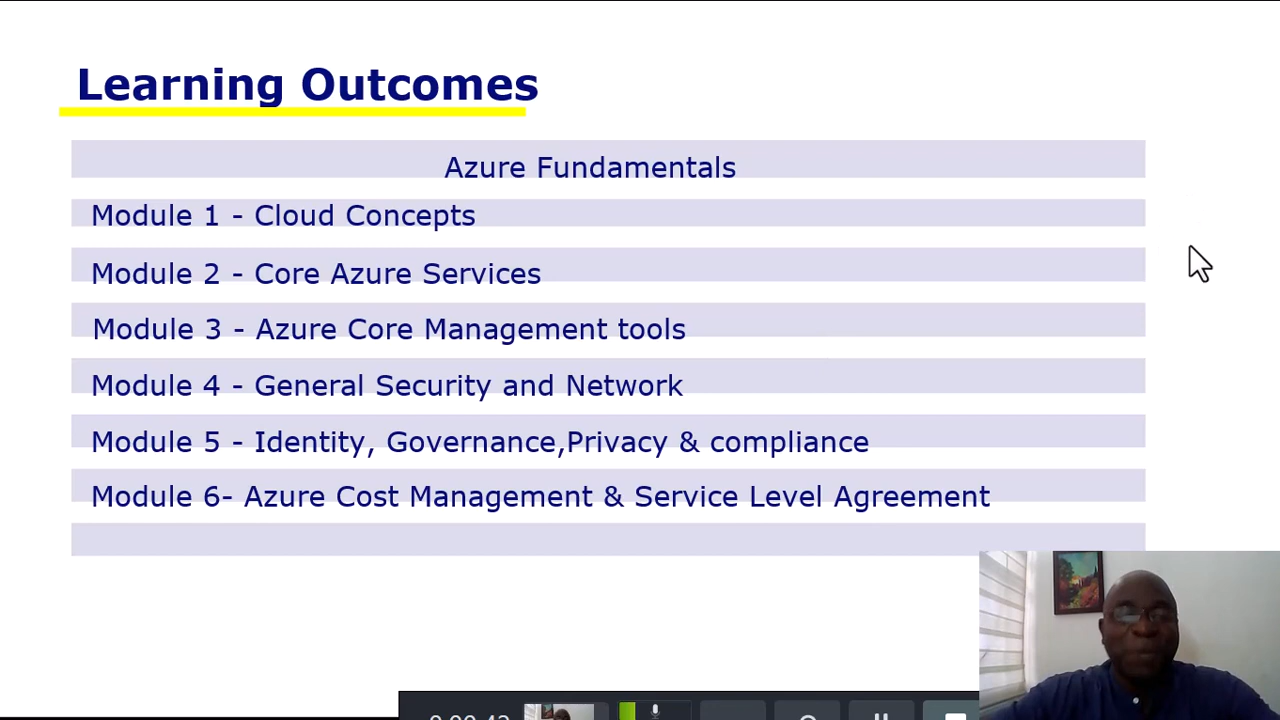 Learning Outcomes
Azure Fundamentals
Module 1 - Cloud Concepts
Module 2 - Core Azure Services
Module 3 - Azure Core Management tools
Module 4 - General Security and Network
Module 5 - Identity, Governance,Privacy & compliance
Module 6- Azure Cost Management & Service Level Agreement